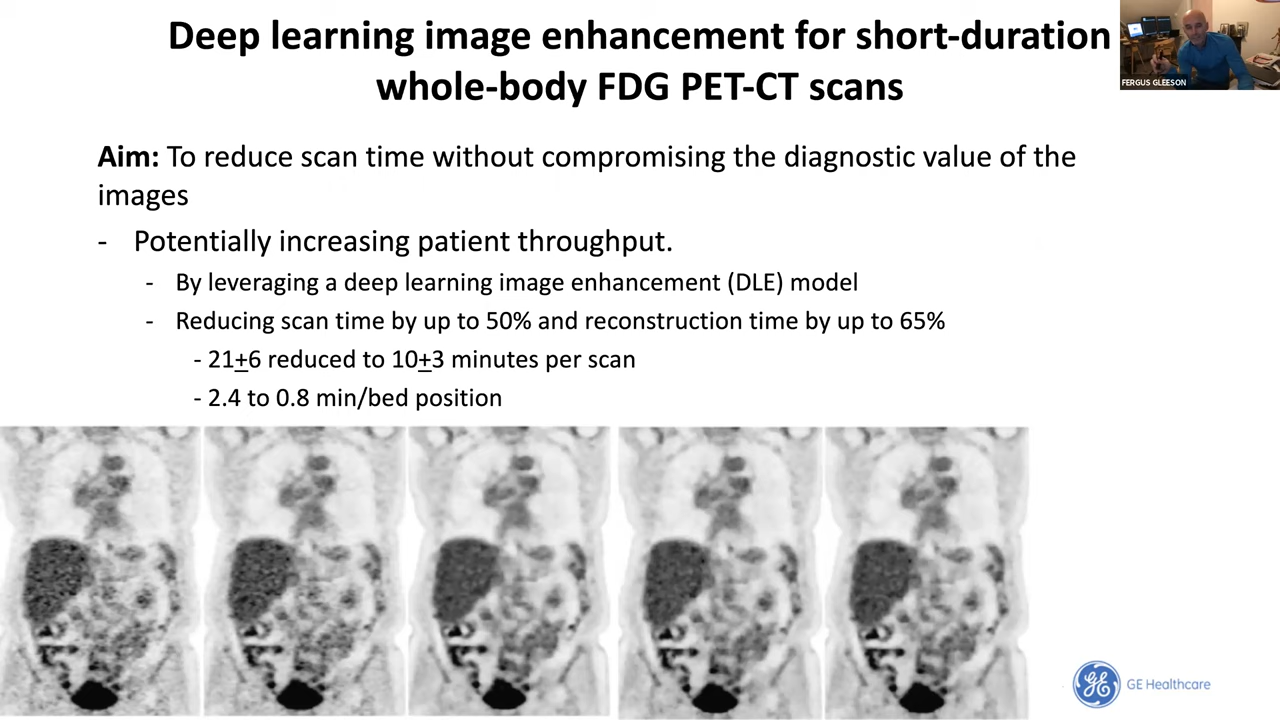 Deep learning image enhancement for short-duration
whole-body FDG PET-CT scans
FERGUS GLEESON
Aim: To reduce scan time without compromising the diagnostic value of the
images
- Potentially increasing patient throughput.
- By leveraging a deep learning image enhancement (DLE) model
- Reducing scan time by up to 50% and reconstruction time by up to 65%
- 21+6 reduced to 10+3 minutes per scan
- 2.4 to 0.8 min/bed position
GE Healthcare